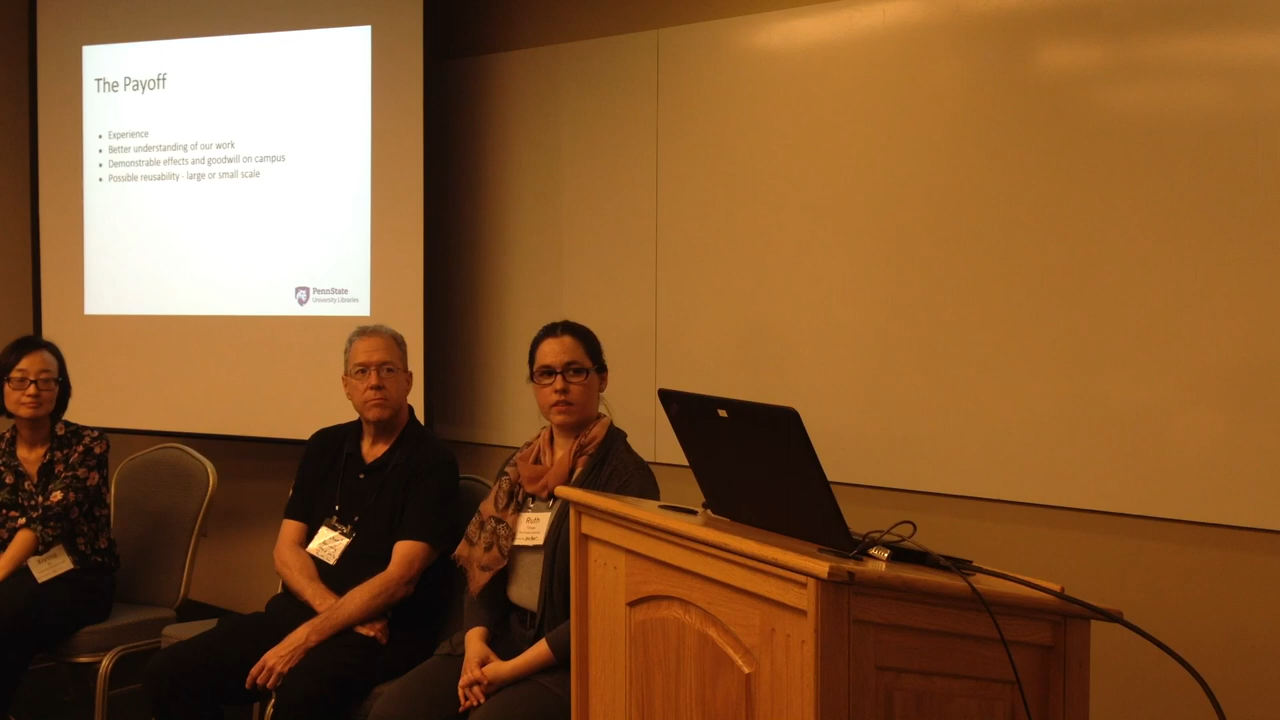 The Payoff
Experience
Better understanding of our work
Demonstrable effects and goodwill on campus
Possible reusability - large or small scale
PennState
University Libraries
Ruth